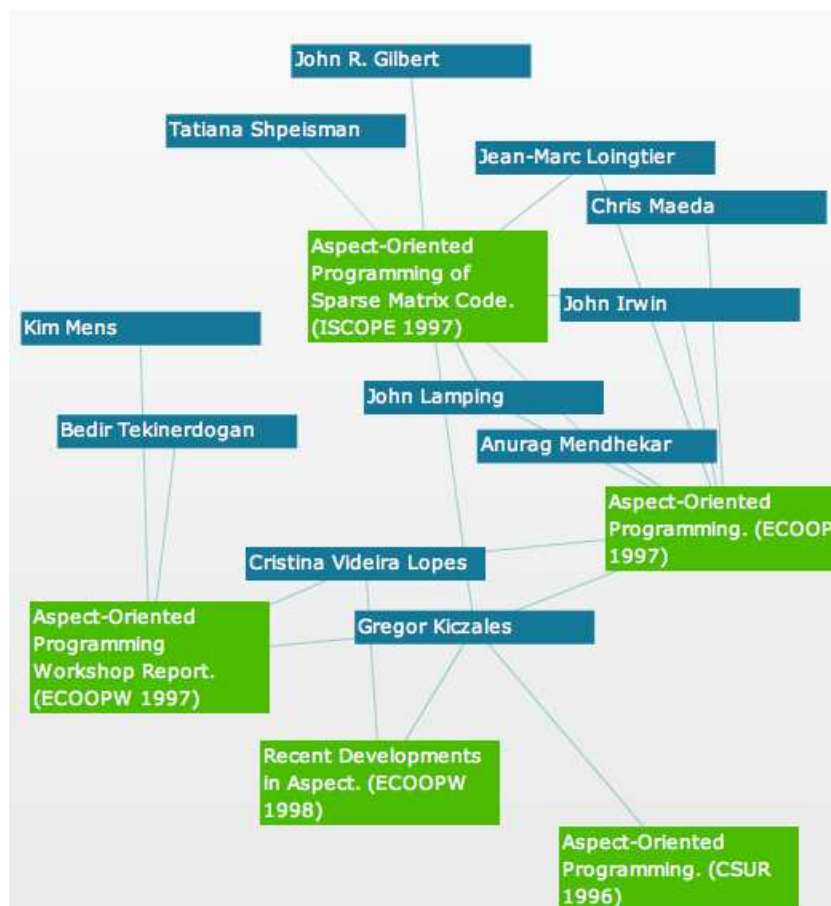 John R. Gilbert
Tatiana Shpeisman
Jean-Marc Loingtier
Chris Maeda
Aspect-Oriented
Programming of
Sparse Matrix Code.
(ISCOPE 1997)
John Irwin
Kim Mens
John Lamping
Bedir Tekinerdogan
Anurag Mendhekar
Aspect-Oriented
Programming. (ECOOP
1997)
Cristina Videira Lopes
Aspect-Oriented
Programming
Workshop Report.
(ECOOPW 1997)
Gregor Kiczales
Recent Developments
in Aspect. (ECOOPW
1998)
Aspect-Oriented
Programming. (CSUR
1996)